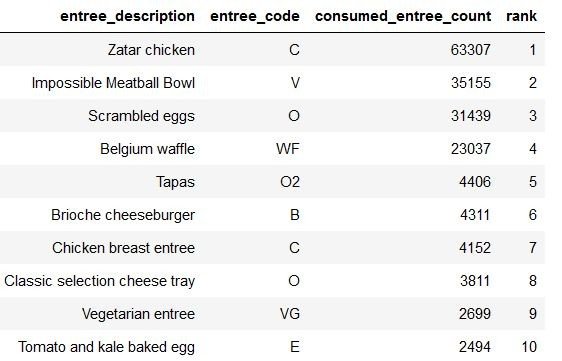 entree_description entree_code consumed_entree_count rank
Zatar chicken C 63307 1
Impossible Meatball Bowl V 35155 2
Scrambled eggs O 31439 3
Belgium waffle WF 23037 4
Tapas O2 4406 5
Brioche cheeseburger B 4311 6
Chicken breast entree C 4152 7
Classic selection cheese tray O 3811 8
Vegetarian entree VG 2699 9
Tomato and kale baked egg E 2494 10